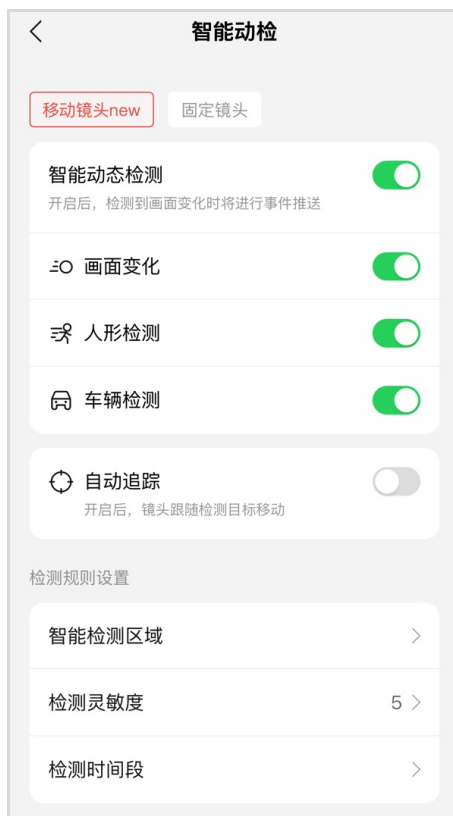 智能动检
移动镜头new
固定镜头
智能动态检测
开启后，检测到画面变化时将进行事件推送
画面变化
人形检测
车辆检测
自动追踪
开启后，镜头跟随检测目标移动
检测规则设置
智能检测区域
检测灵敏度 5
检测时间段